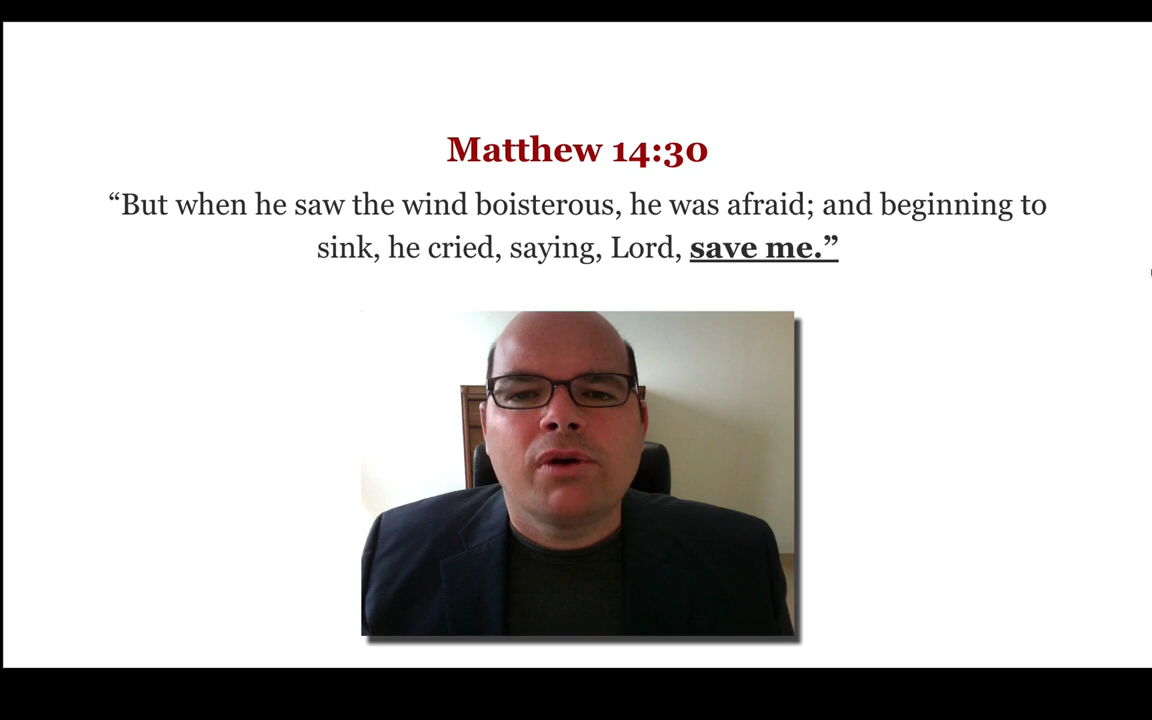 Matthew 14:30
“But when he saw the wind boisterous, he was afraid; and beginning to
sink, he cried, saying, Lord, save me.”